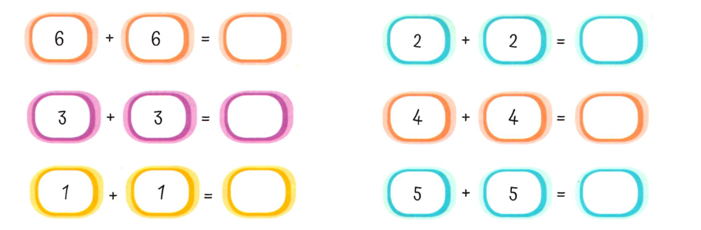 6 + 6 =
3 + 3 =
1 + 1 =
2 + 2 =
4 + 4 =
5 + 5 =